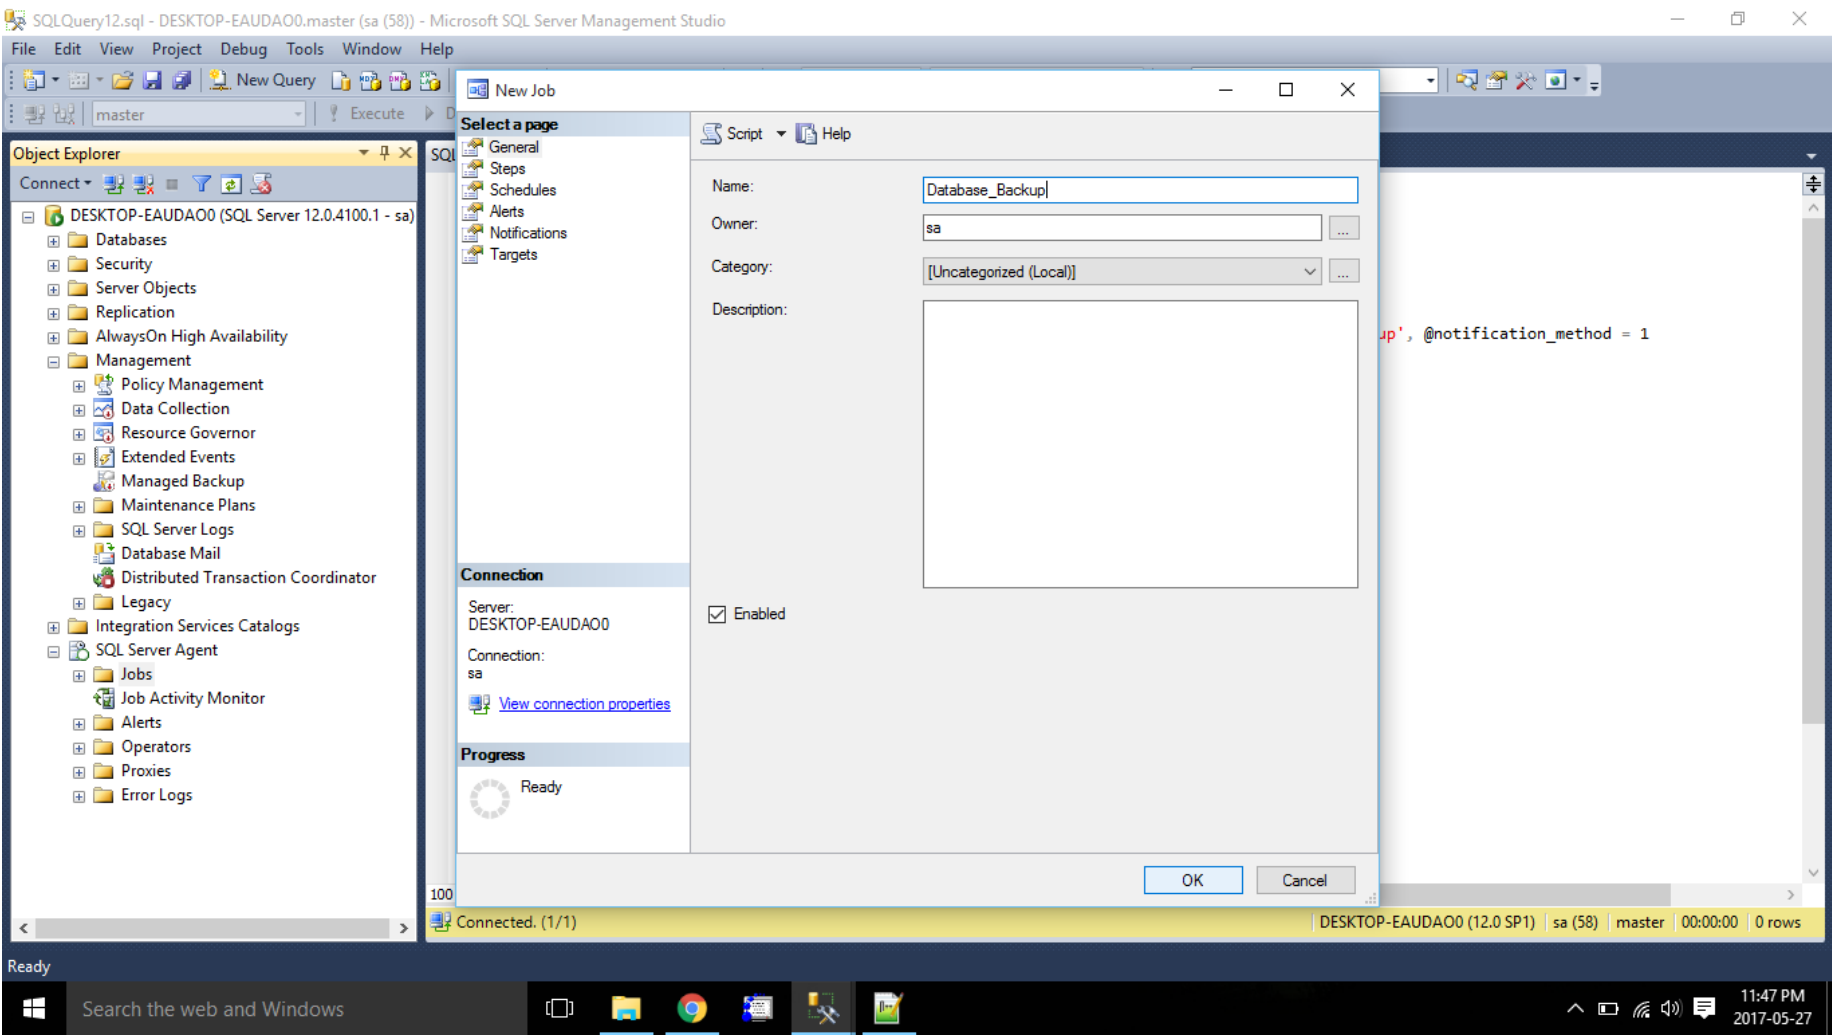 SQLQuery12.sql - DESKTOP-EAUDAO0.master (sa (58)) - Microsoft SQL Server Management Studio
File Edit View Project Debug Tools Window Help
New Query
master
Execute
Object Explorer
Connect
DESKTOP-EAUDAO0 (SQL Server 12.0.4100.1 - sa)
Databases
Security
Server Objects
Replication
AlwaysOn High Availability
Management
Policy Management
Data Collection
Resource Governor
Extended Events
Managed Backup
Maintenance Plans
SQL Server Logs
Database Mail
Distributed Transaction Coordinator
Legacy
Integration Services Catalogs
SQL Server Agent
Jobs
Job Activity Monitor
Alerts
Operators
Proxies
Error Logs
New Job
Select a page
General
Steps
Schedules
Alerts
Notifications
Targets
Connection
Server:
DESKTOP-EAUDAO0
Connection:
sa
View connection properties
Progress
Ready
Script Help
Name: Database_Backup
Owner: sa ...
Category: [Uncategorized (Local)] ...
Description:
Enabled
OK Cancel
up', @notification_method = 1
100
Connected. (1/1)
DESKTOP-EAUDAO0 (12.0 SP1) sa (58) master 00:00:00 0 rows
Ready
Search the web and Windows
11:47 PM
2017-05-27